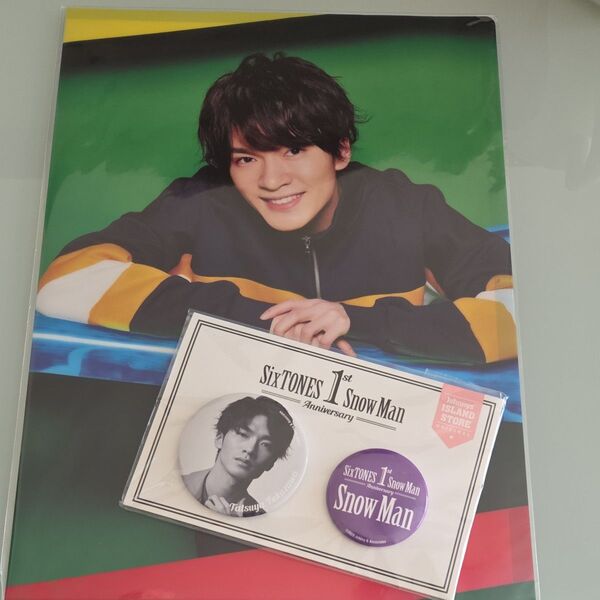 SixTONES 1st Snow Man
Anniversary
Johnny's
ISLAND
STORE
Tatsuya Fukazawa
SixTONES 1st Snow Man
Anniversary
Snow Man